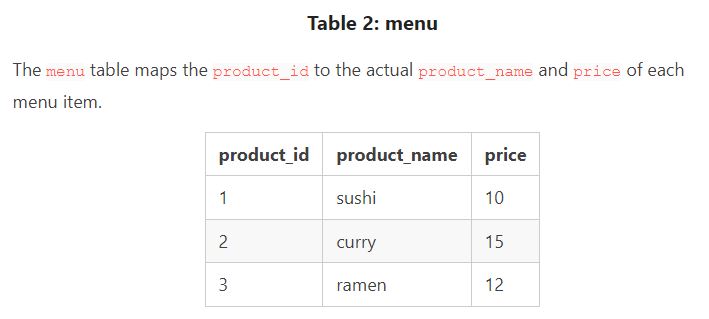 Table 2: menu
The menu table maps the product_id to the actual product_name and price of each
menu item.
product_id product_name price
1 sushi 10
2 curry 15
3 ramen 12